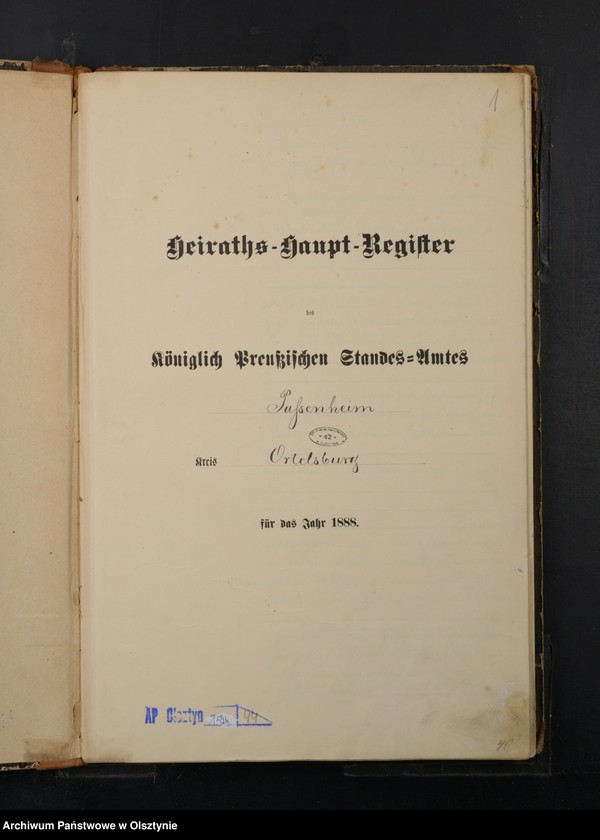 1
Heiraths-Haupt-Register
des
Königlich Preußischen Standes-Amtes
Passenheim
- 42 -
Kreis Ortelsburg
für das Jahr 1888.
AP Olsztyn 44
Archiwum Państwowe w Olsztynie